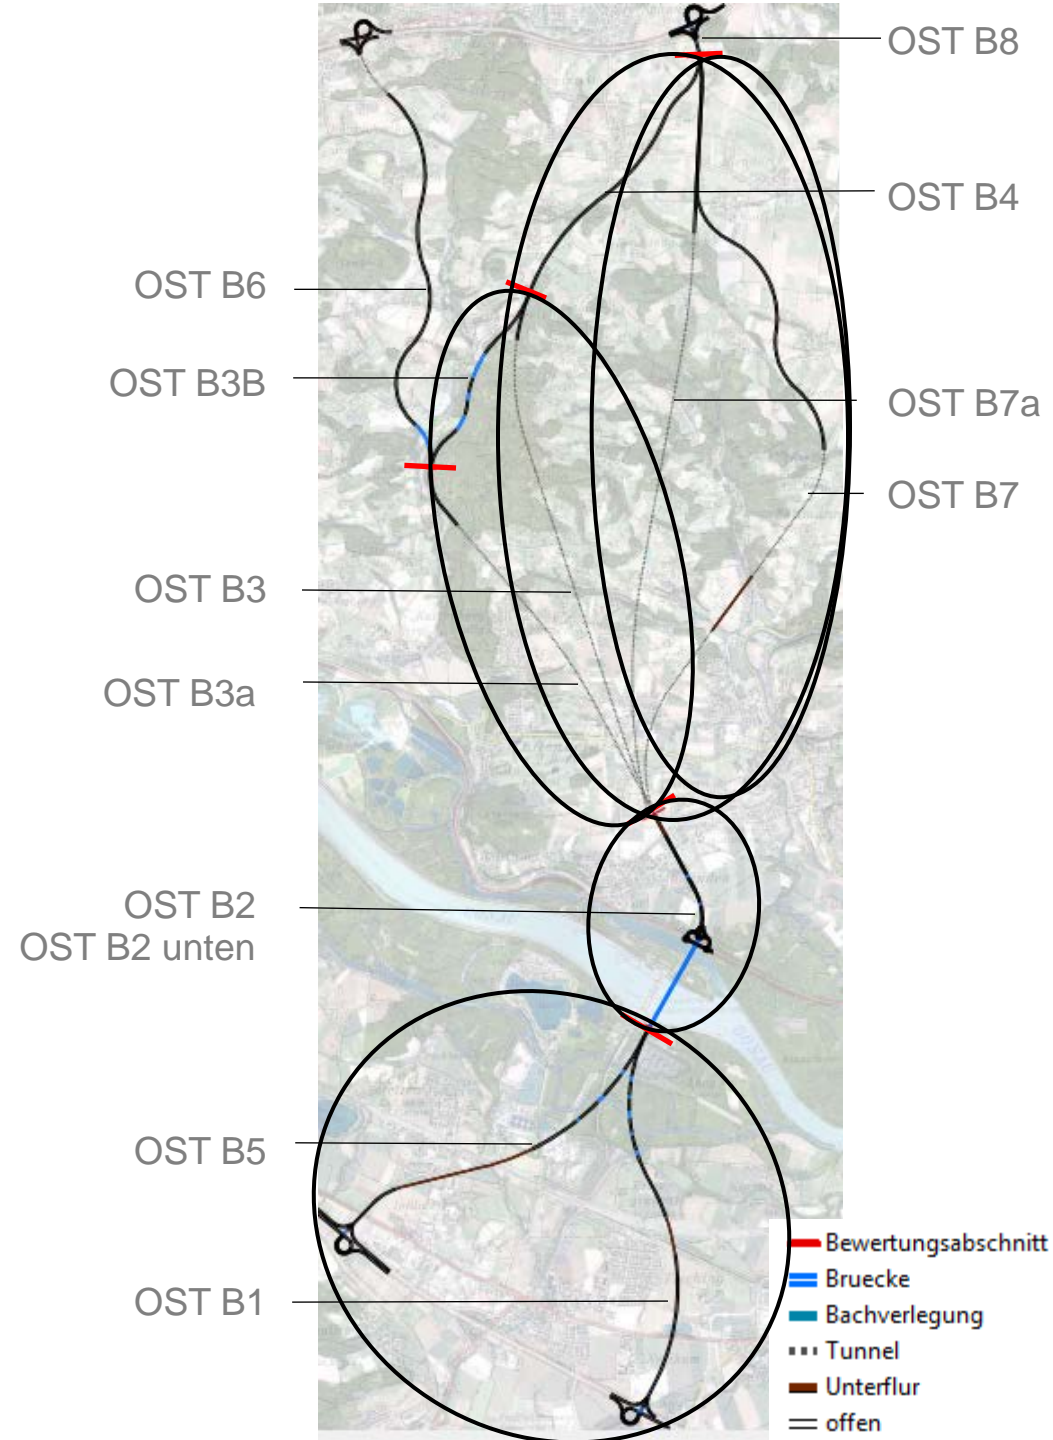 OST B8
OST B4
OST B6
OST B3B
OST B7a
OST B7
OST B3
OST B3a
OST B2
OST B2 unten
OST B5
OST B1
Bewertungsabschnitt
Bruecke
Bachverlegung
Tunnel
Unterflur
offen